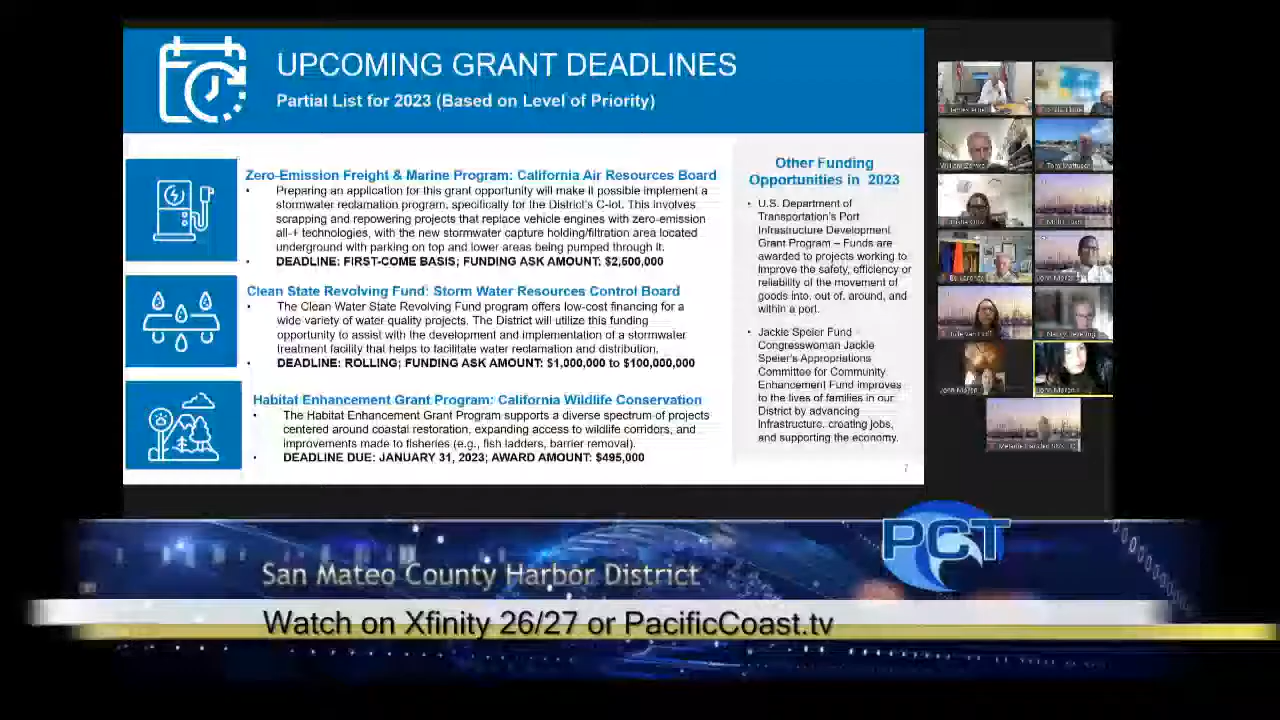 UPCOMING GRANT DEADLINES
Partial List for 2023 (Based on Level of Priority)
Zero-Emission Freight & Marine Program: California Air Resources Board
• Preparing an application for this grant opportunity will make it possible implement a
stormwater reclamation program, specifically for the District's C-lot. This involves
scrapping and repowering projects that replace vehicle engines with zero-emission
technologies, with the new stormwater capture holding/filtration area located
underground with parking on top and lower areas being pumped through it.
• DEADLINE: FIRST-COME BASIS; FUNDING ASK AMOUNT: $2,500,000
Clean State Revolving Fund: Storm Water Resources Control Board
• The Clean Water State Revolving Fund program offers low-cost financing for a
wide variety of water quality projects. The District will utilize this funding
opportunity to assist with the development and implementation of a stormwater
treatment facility that helps to facilitate water reclamation and distribution.
• DEADLINE: ROLLING; FUNDING ASK AMOUNT: $1,000,000 to $100,000,000
Habitat Enhancement Grant Program: California Wildlife Conservation
• The Habitat Enhancement Grant Program supports a diverse spectrum of projects
centered around coastal restoration, expanding access to wildlife corridors, and
improvements made to fisheries (e.g., fish ladders, barrier removal).
• DEADLINE DUE: JANUARY 31, 2023; AWARD AMOUNT: $495,000
Other Funding
Opportunities in 2023
• U.S. Department of
Transportation's Port
Infrastructure Development
Grant Program – Funds are
awarded to projects working to
improve the safety, efficiency or
reliability of the movement of
goods into, out of, around, and
within a port.
• Jackie Speier Fund -
Congresswoman Jackie
Speier's Appropriations
Committee for Community
Enhancement Fund improves
to the lives of families in our
District by advancing
Infrastructure, creating jobs,
and supporting the economy.
7
Tom Mattusch
John Moren
John Moren
PCT
San Mateo County Harbor District
Watch on Xfinity 26/27 or PacificCoast.tv